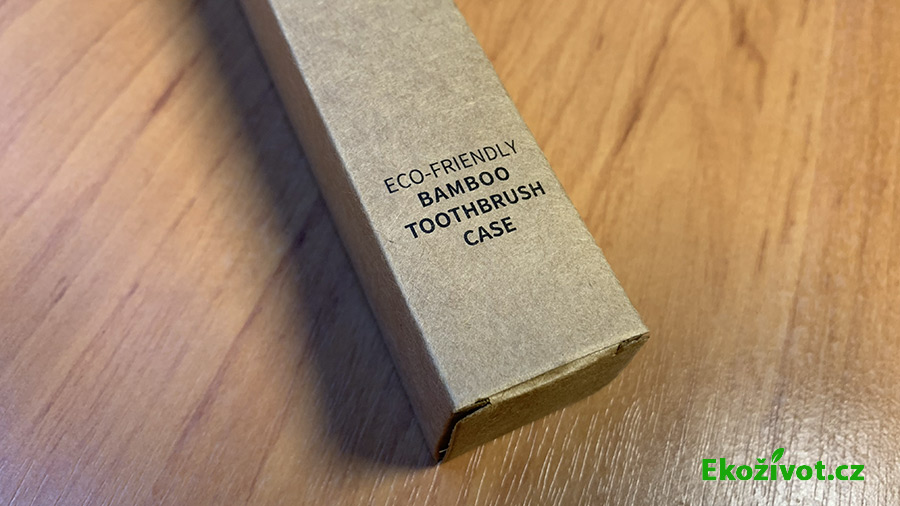 ECO-FRIENDLY
BAMBOO
TOOTHBRUSH
CASE
Ekoživot.cz